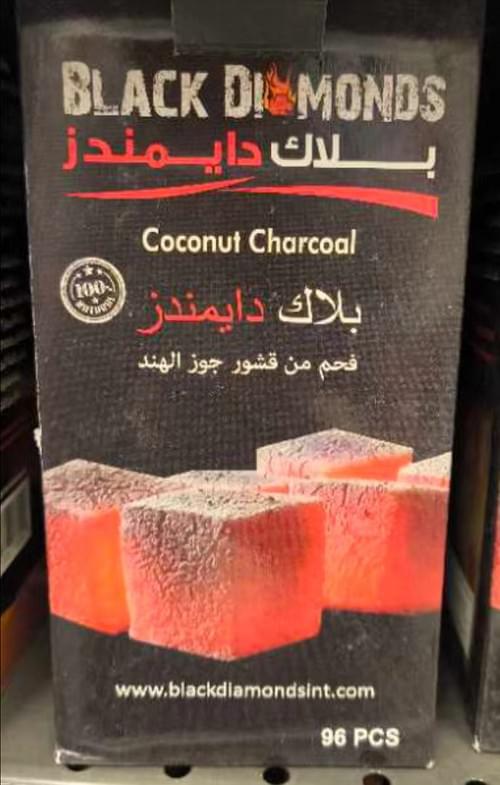 BLACK DIAMONDS
بلاك دايمندز
Coconut Charcoal
100%
NATURAL
بلاك دايمندز
فحم من قشور جوز الهند
www.blackdiamondsint.com
96 PCS